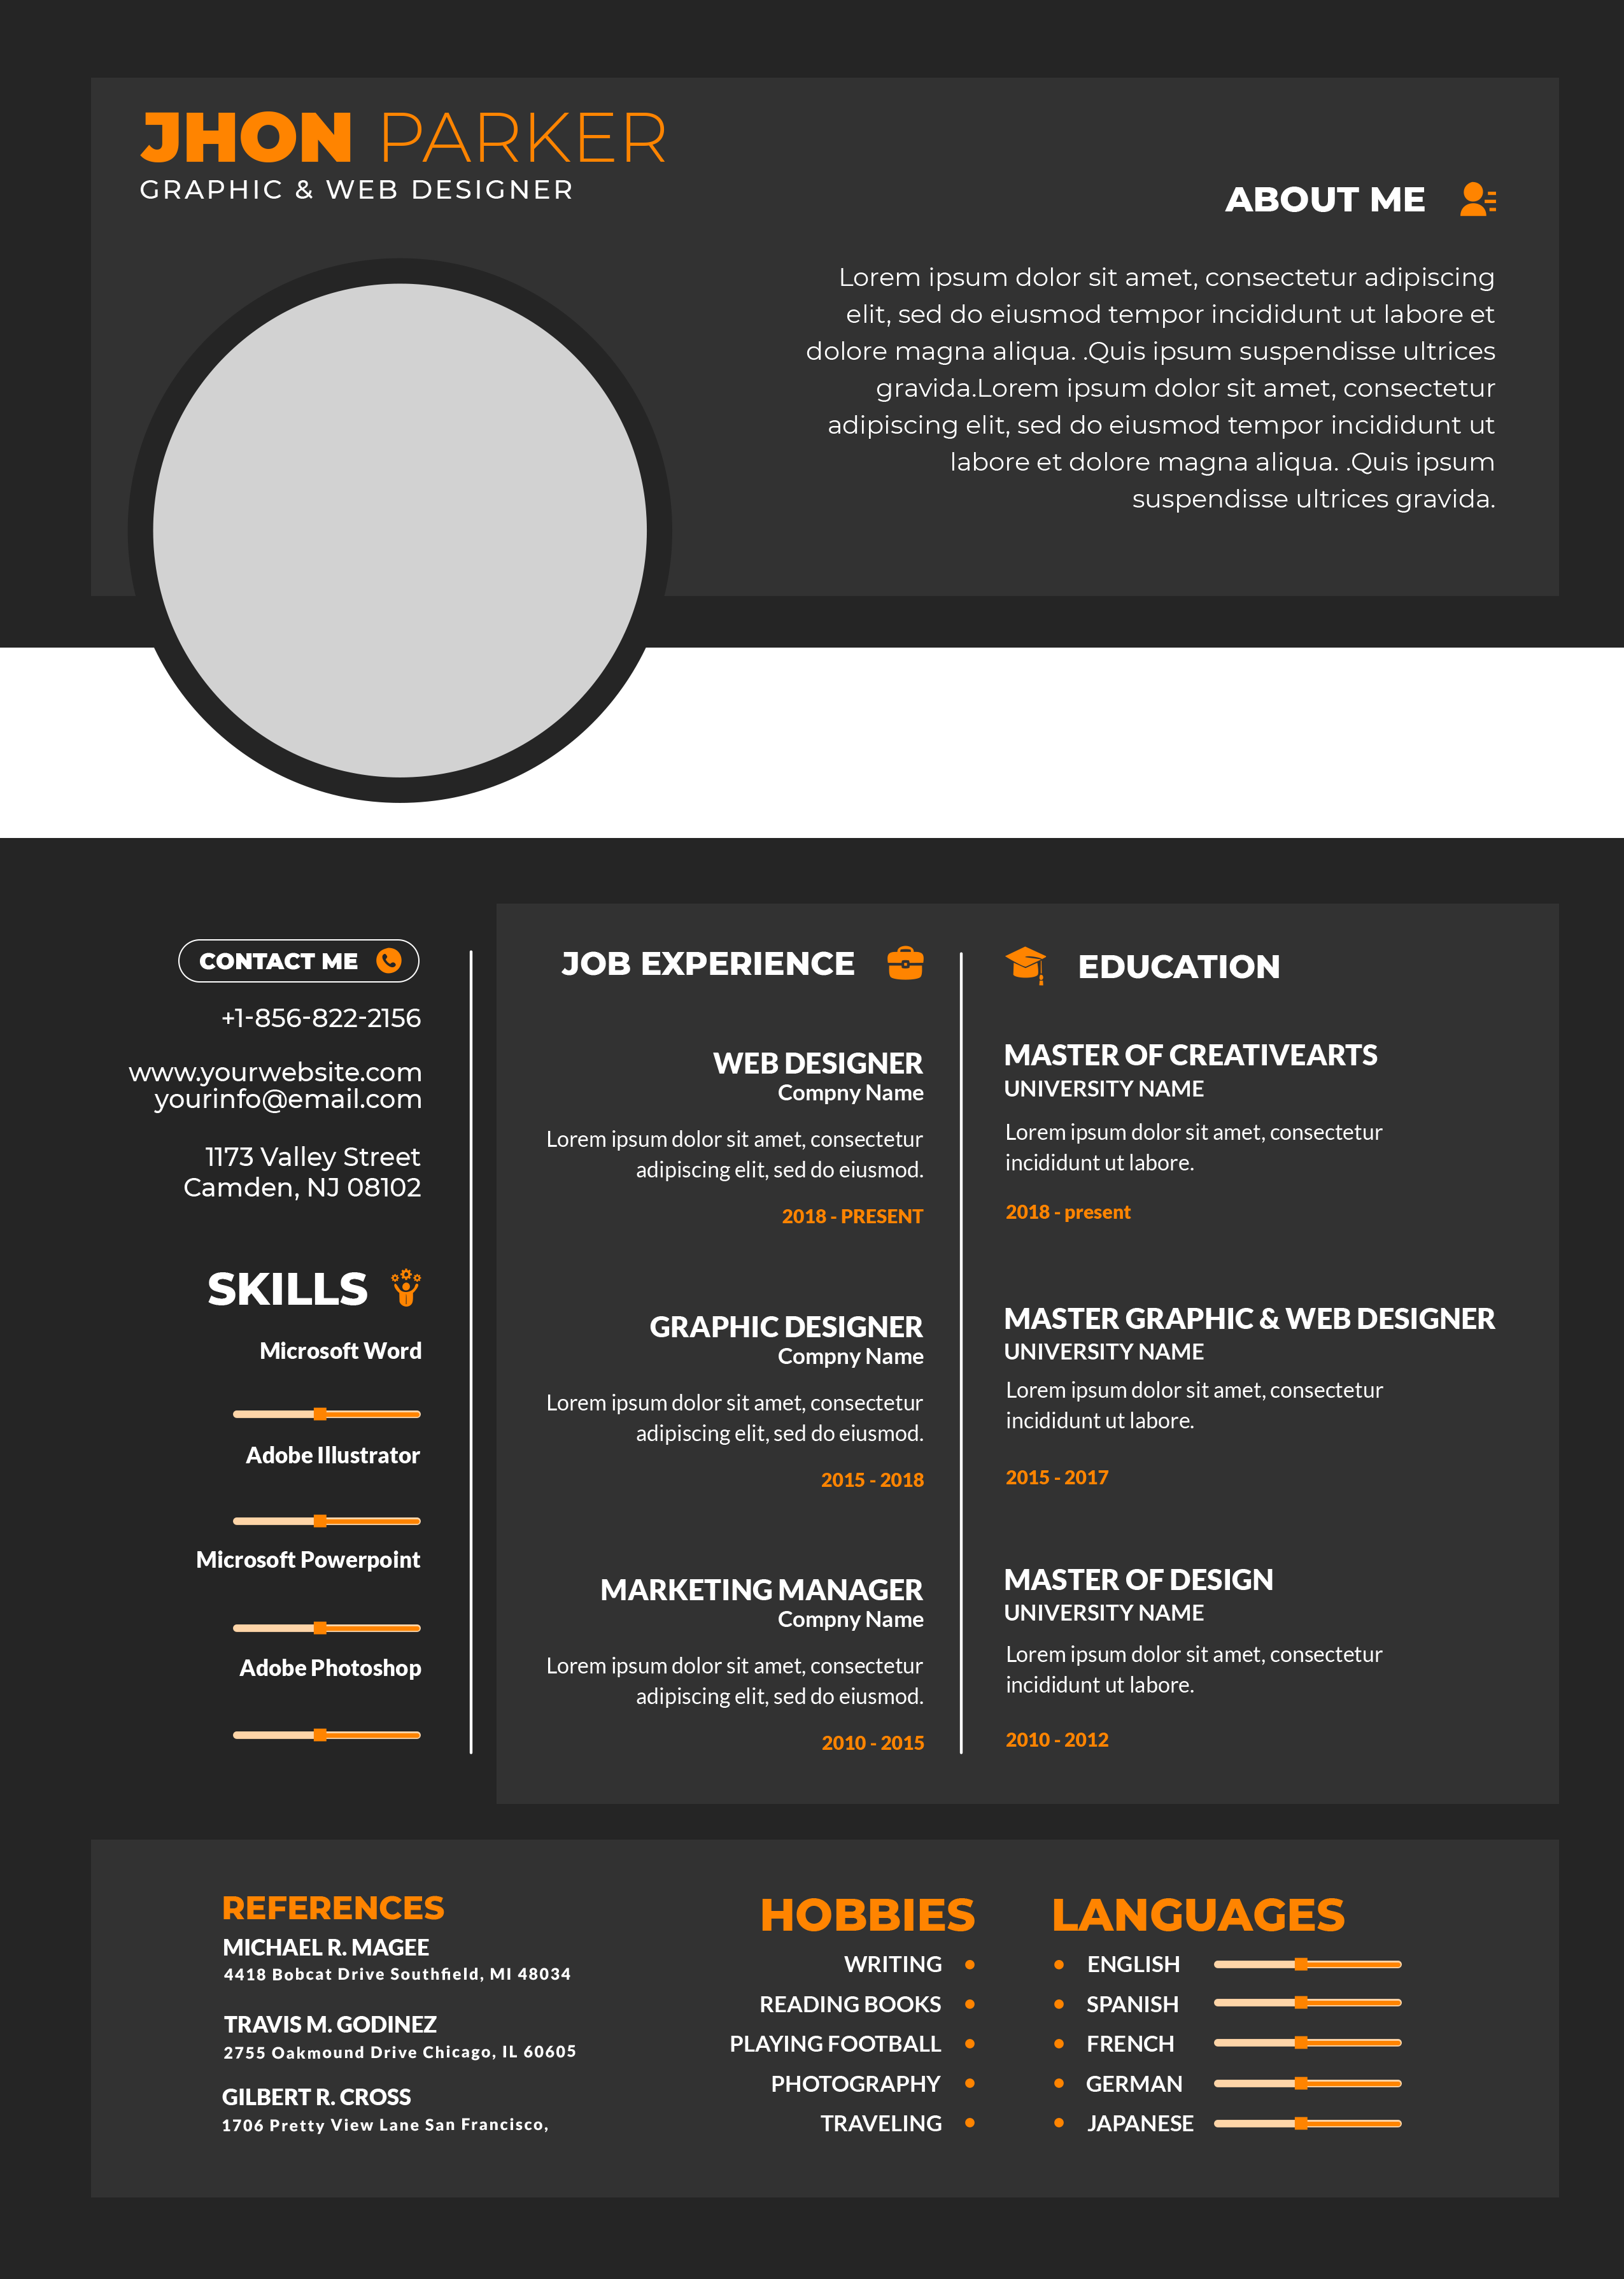 JHON PARKER
GRAPHIC & WEB DESIGNER
ABOUT ME
Lorem ipsum dolor sit amet, consectetur adipiscing
elit, sed do eiusmod tempor incididunt ut labore et
dolore magna aliqua. .Quis ipsum suspendisse ultrices
gravida.Lorem ipsum dolor sit amet, consectetur
adipiscing elit, sed do eiusmod tempor incididunt ut
labore et dolore magna aliqua. .Quis ipsum
suspendisse ultrices gravida.
CONTACT ME
+1-856-822-2156
www.yourwebsite.com
yourinfo@email.com
1173 Valley Street
Camden, NJ 08102
SKILLS
Microsoft Word
Adobe Illustrator
Microsoft Powerpoint
Adobe Photoshop
JOB EXPERIENCE
WEB DESIGNER
Compny Name
Lorem ipsum dolor sit amet, consectetur
adipiscing elit, sed do eiusmod.
2018 - PRESENT
GRAPHIC DESIGNER
Compny Name
Lorem ipsum dolor sit amet, consectetur
adipiscing elit, sed do eiusmod.
2015 - 2018
MARKETING MANAGER
Compny Name
Lorem ipsum dolor sit amet, consectetur
adipiscing elit, sed do eiusmod.
2010 - 2015
EDUCATION
MASTER OF CREATIVEARTS
UNIVERSITY NAME
Lorem ipsum dolor sit amet, consectetur
incididunt ut labore.
2018 - present
MASTER GRAPHIC & WEB DESIGNER
UNIVERSITY NAME
Lorem ipsum dolor sit amet, consectetur
incididunt ut labore.
2015 - 2017
MASTER OF DESIGN
UNIVERSITY NAME
Lorem ipsum dolor sit amet, consectetur
incididunt ut labore.
2010 - 2012
REFERENCES
MICHAEL R. MAGEE
4418 Bobcat Drive Southfield, MI 48034
TRAVIS M. GODINEZ
2755 Oakmound Drive Chicago, IL 60605
GILBERT R. CROSS
1706 Pretty View Lane San Francisco,
HOBBIES
WRITING
READING BOOKS
PLAYING FOOTBALL
PHOTOGRAPHY
TRAVELING
LANGUAGES
ENGLISH
SPANISH
FRENCH
GERMAN
JAPANESE